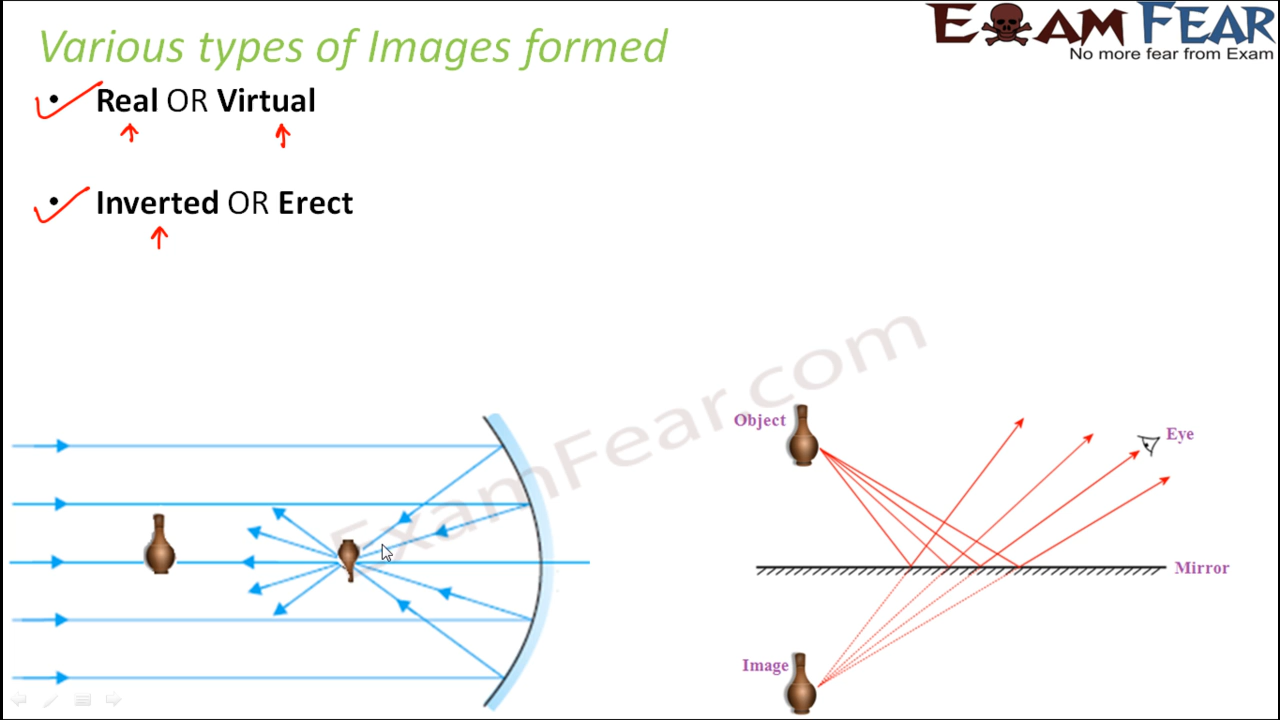 Various types of Images formed
EXAM FEAR
No more fear from Exam
• Real OR Virtual
• Inverted OR Erect
ExamFear.com
Object
Eye
Mirror
Image